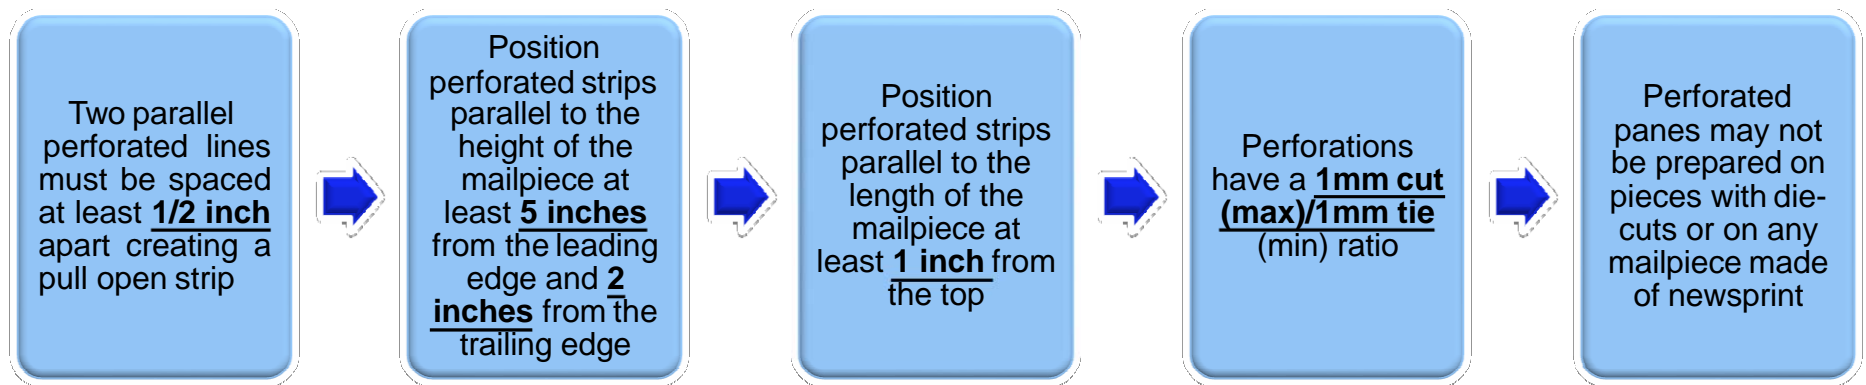 Two parallel
perforated lines
must be spaced
at least 1/2 inch
apart creating a
pull open strip
Position
perforated strips
parallel to the
height of the
mailpiece at
least 5 inches
from the leading
edge and 2
inches from the
trailing edge
Position
perforated strips
parallel to the
length of the
mailpiece at
least 1 inch from
the top
Perforations
have a 1mm cut
(max)/1mm tie
(min) ratio
Perforated
panes may not
be prepared on
pieces with die-
cuts or on any
mailpiece made
of newsprint